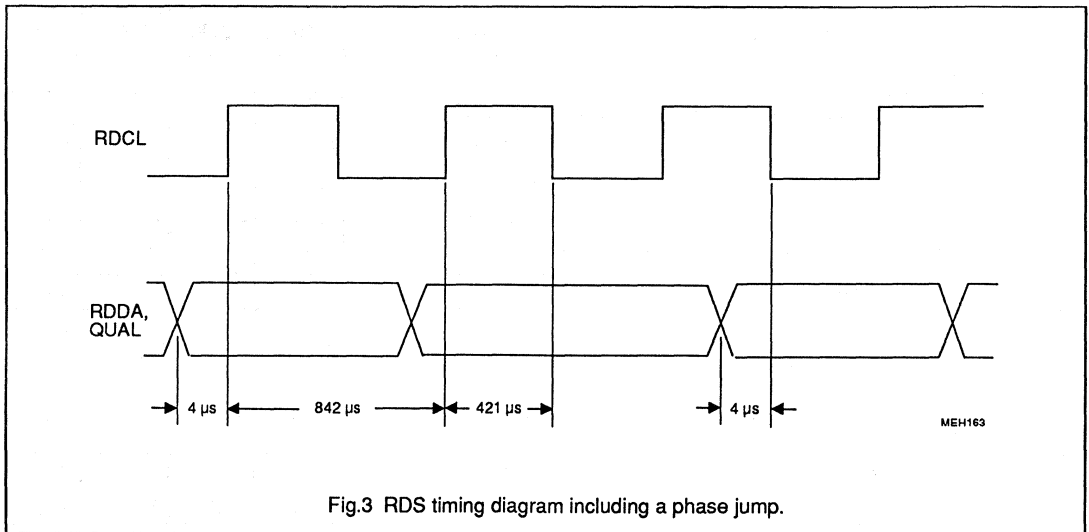 RDCL
RDDA,
QUAL
4 µs
842 µs
421 µs
4 µs
MEH163
Fig.3 RDS timing diagram including a phase jump.